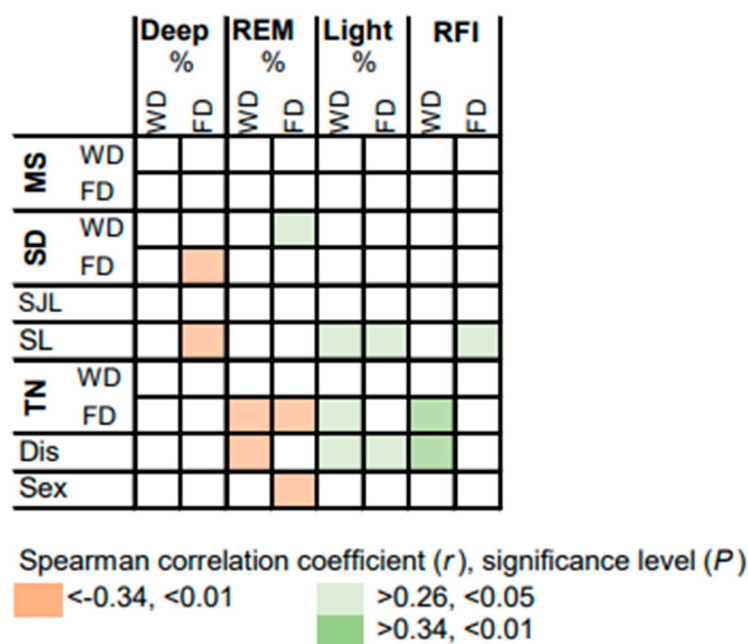 Deep REM Light RFI
% % %
WD FD WD FD WD FD WD FD
MS WD
FD
SD WD
FD
SJL
SL
TN WD
FD
Dis
Sex
Spearman correlation coefficient (r), significance level (P)
<-0.34, <0.01 >0.26, <0.05
>0.34, <0.01